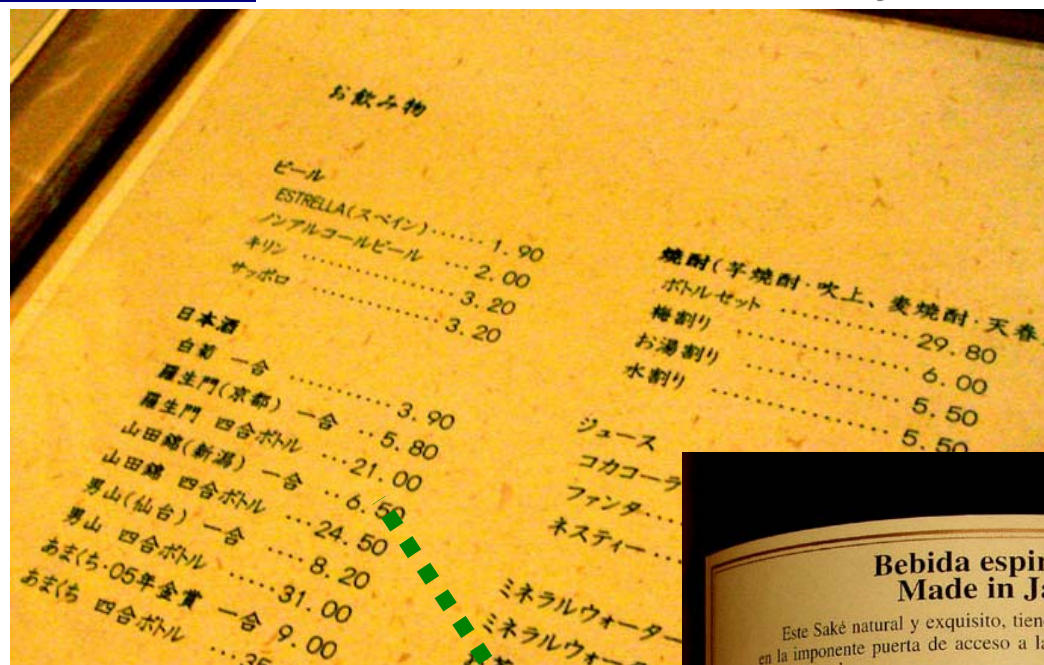 お飲み物
ビール
ESTRELLA(スペイン)・・・・・・1.90
ノンアルコールビール ・・・2.00
キリン ・・・・・・・・・・・・・・・・3.20
サッポロ ・・・・・・・・・・・・・・3.20
日本酒
白菊 一合 ・・・・・・・・・3.90
羅生門(京都) 一合 ・・5.80
羅生門 四合ボトル ・・・21.00
山田錦(新潟) 一合 ・・6.50
山田錦 四合ボトル ・・・24.50
男山(仙台) 一合 ・・・・8.20
男山 四合ボトル ・・・・・31.00
あまくち・05年金賞 一合 9.00
あまくち 四合ボトル
焼酎(芋焼酎・吹上、麦焼酎・天春
ボトルセット ・・・・・・・・・・・・29.80
梅割り ・・・・・・・・・・・・・・・6.00
お湯割り ・・・・・・・・・・・・・5.50
水割り ・・・・・・・・・・・・・・・5.50
ジュース
コカコーラ
ファンタ・・・・
ネスティー・・・
ミネラルウォーター
ミネラルウォー
Bebida espir
Made in Ja
Este Saké natural y exquisito, tien
en la imponente puerta de acceso a la